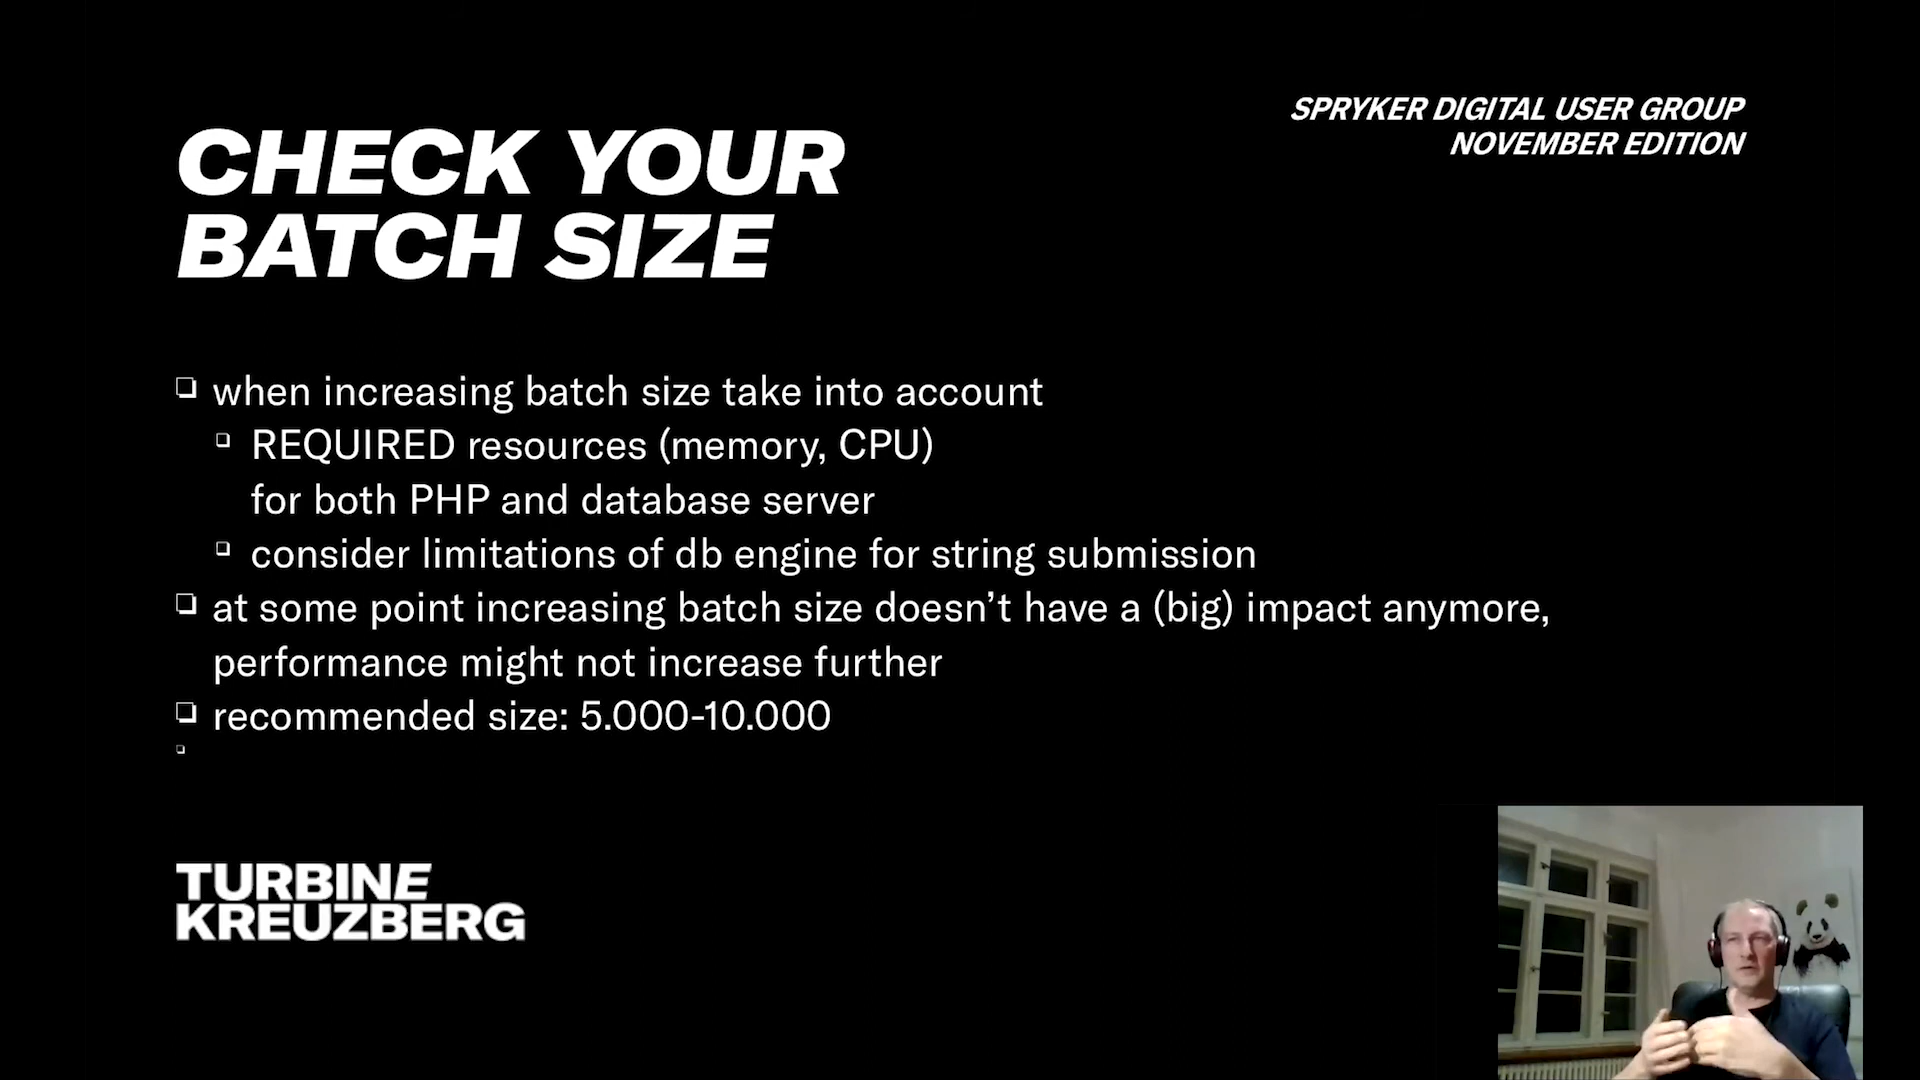 SPRYKER DIGITAL USER GROUP
NOVEMBER EDITION
CHECK YOUR
BATCH SIZE
❏ when increasing batch size take into account
❏ REQUIRED resources (memory, CPU)
for both PHP and database server
❏ consider limitations of db engine for string submission
❏ at some point increasing batch size doesn’t have a (big) impact anymore,
performance might not increase further
❏ recommended size: 5.000-10.000
❏
TURBINE
KREUZBERG